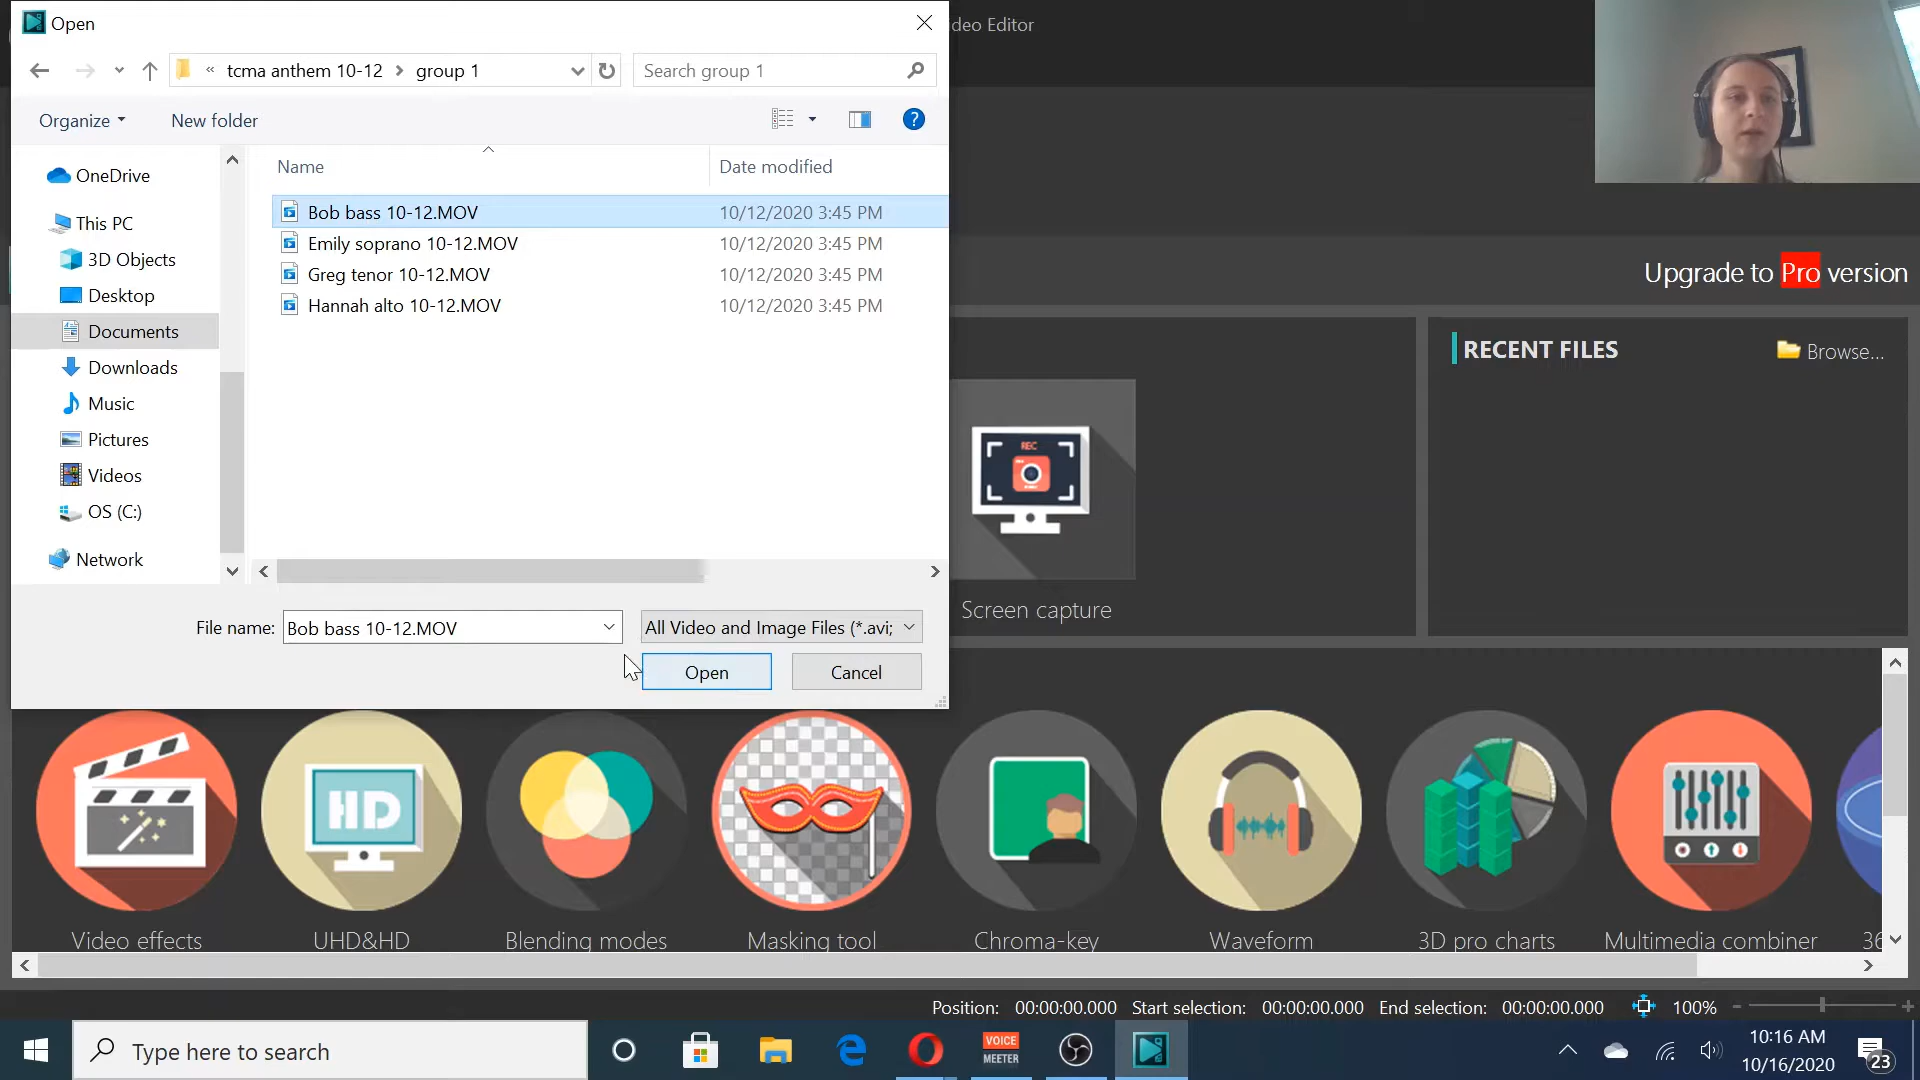 Open
ideo Editor
« tcma anthem 10-12 > group 1
Search group 1
Organize
New folder
OneDrive
This PC
3D Objects
Desktop
Documents
Downloads
Music
Pictures
Videos
OS (C:)
Network
Name
Date modified
Bob bass 10-12.MOV
10/12/2020 3:45 PM
Emily soprano 10-12.MOV
10/12/2020 3:45 PM
Greg tenor 10-12.MOV
10/12/2020 3:45 PM
Hannah alto 10-12.MOV
10/12/2020 3:45 PM
File name:
Bob bass 10-12.MOV
All Video and Image Files (*.avi;
Open
Cancel
Upgrade to Pro version
RECENT FILES
Browse...
REC
Screen capture
HD
Video effects
UHD&HD
Blending modes
Masking tool
Chroma-key
Waveform
3D pro charts
Multimedia combiner
36
Position: 00:00:00.000
Start selection: 00:00:00.000
End selection: 00:00:00.000
100%
Type here to search
VOICE
MEETER
10:16 AM
10/16/2020
23